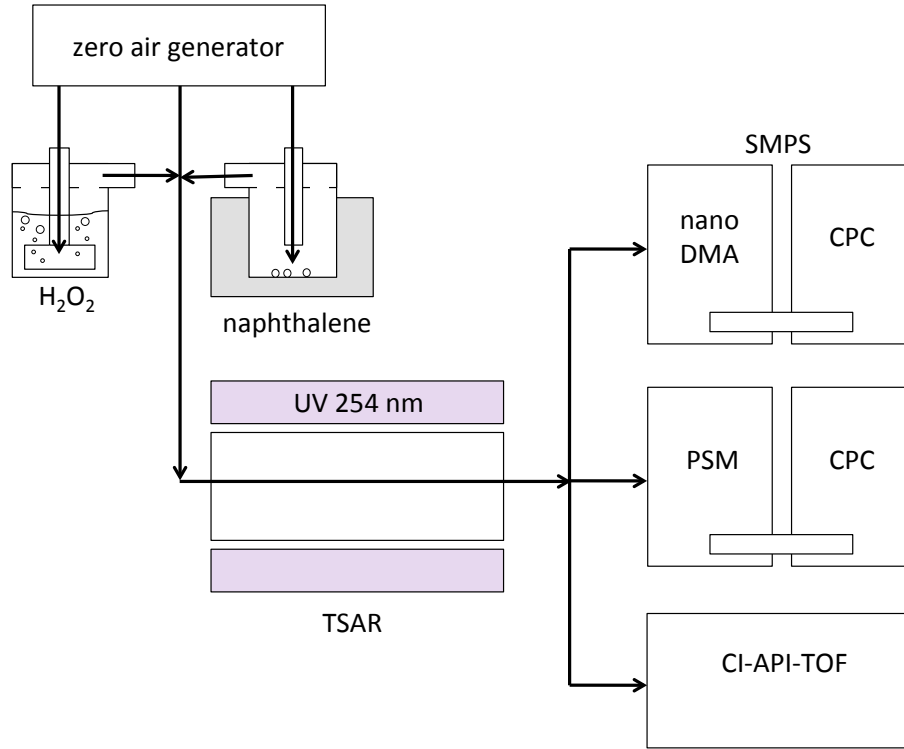 zero air generator
SMPS
nano
DMA
CPC
H₂O₂
naphthalene
UV 254 nm
PSM
CPC
TSAR
CI-API-TOF